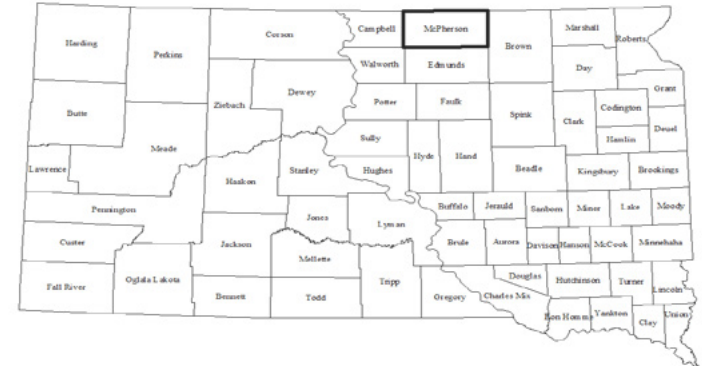 Harding
Perkins
Corson
Campbell
McPherson
Brown
Marshall
Roberts
Walworth
Edmunds
Day
Butte
Ziebach
Dewey
Potter
Faulk
Spink
Clark
Codington
Grant
Hamlin
Deuel
Meade
Sully
Hyde
Hand
Lawrence
Haakon
Stanley
Hughes
Beadle
Kingsbury
Brookings
Pennington
Jones
Lyman
Buffalo
Jerauld
Sanborn
Miner
Lake
Moody
Custer
Jackson
Mellette
Brule
Aurora
Davison
Hanson
McCook
Minnehaha
Fall River
Oglala Lakota
Bennett
Todd
Tripp
Gregory
Charles Mix
Douglas
Hutchinson
Turner
Lincoln
Bon Homme
Yankton
Clay
Union